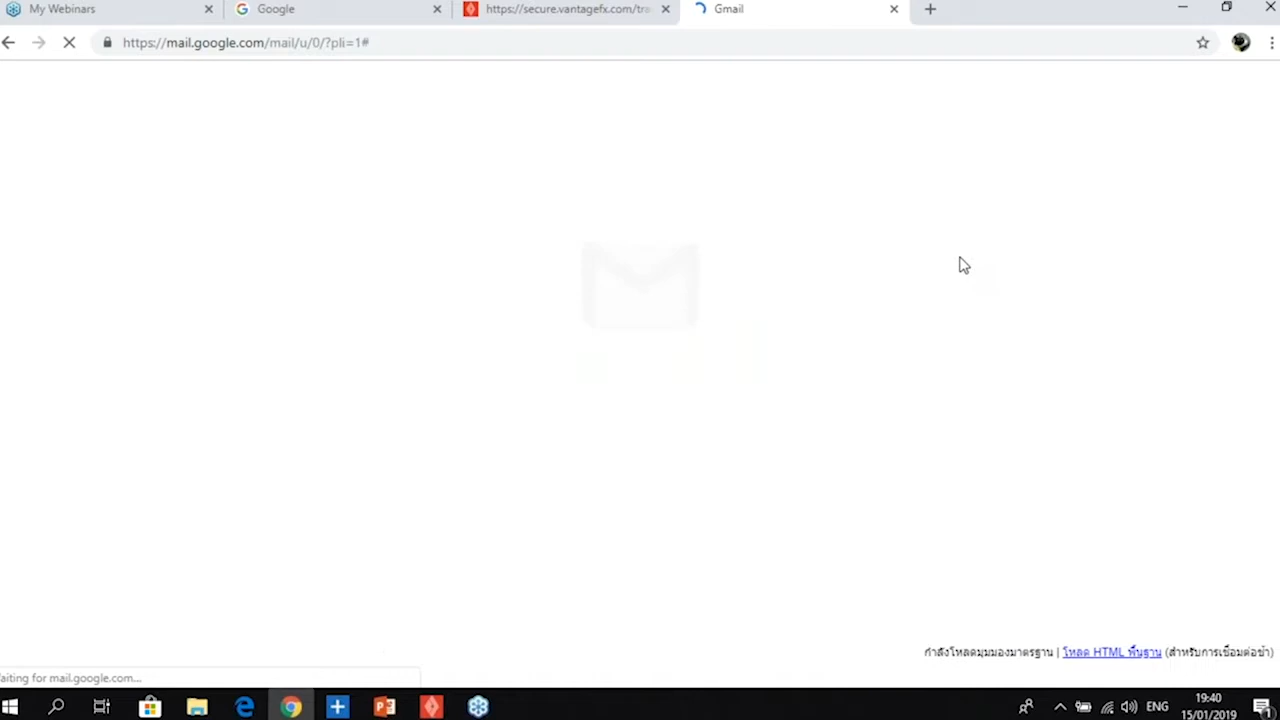 My Webinars
Google
https://secure.vantagefx.com/tra
Gmail
https://mail.google.com/mail/u/0/?pli=1#
กำลังโหลดมุมมองมาตรฐาน | โหลด HTML พื้นฐาน (สำหรับการเชื่อมต่อช้า)
aiting for mail.google.com...
ENG
19:40
15/01/2019